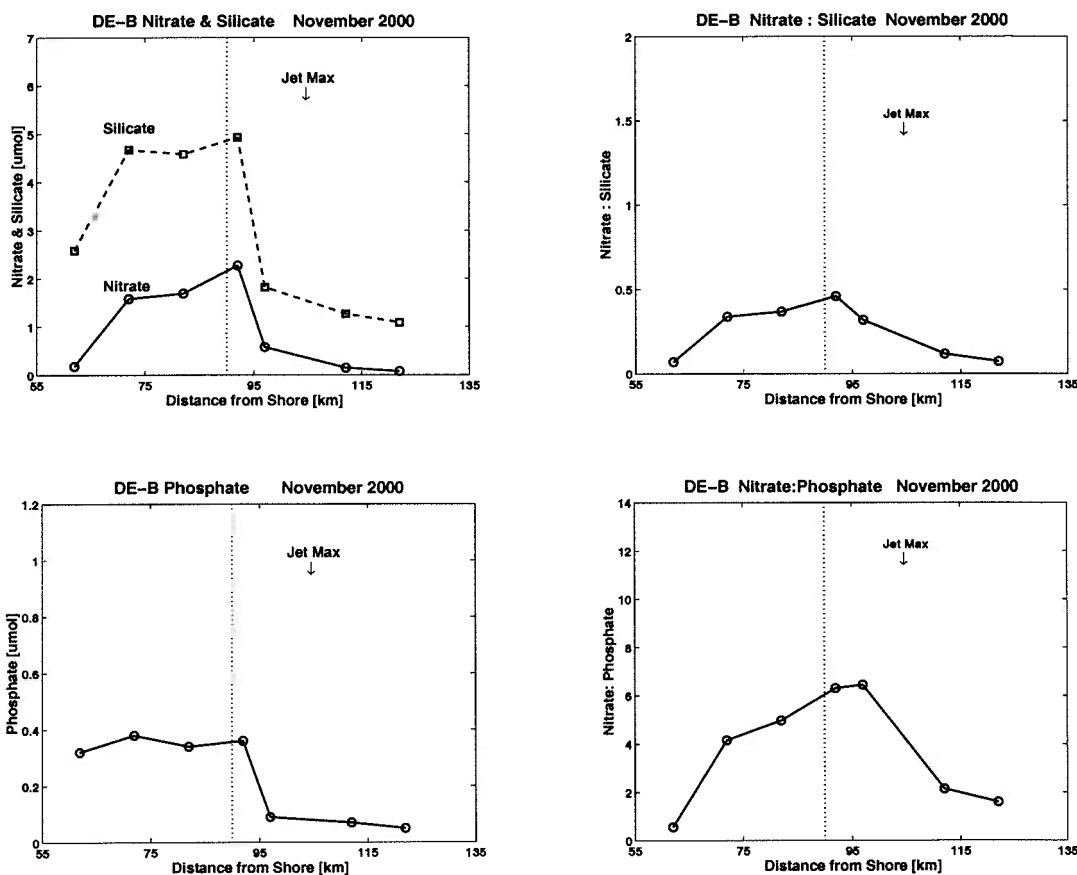 DE-B Nitrate & Silicate November 2000
7
6
5
4
3
2
1
0
Nitrate & Silicate [umol]
Jet Max
↓
Silicate
Nitrate
55 75 95 115 135
Distance from Shore [km]
DE-B Nitrate : Silicate November 2000
2
1.5
1
0.5
0
Nitrate : Silicate
Jet Max
↓
55 75 95 115 135
Distance from Shore [km]
DE-B Phosphate November 2000
1.2
1
0.8
0.6
0.4
0.2
0
Phosphate [umol]
Jet Max
↓
55 75 95 115 135
Distance from Shore [km]
DE-B Nitrate:Phosphate November 2000
14
12
10
8
6
4
2
0
Nitrate: Phosphate
Jet Max
↓
55 75 95 115 135
Distance from Shore [km]